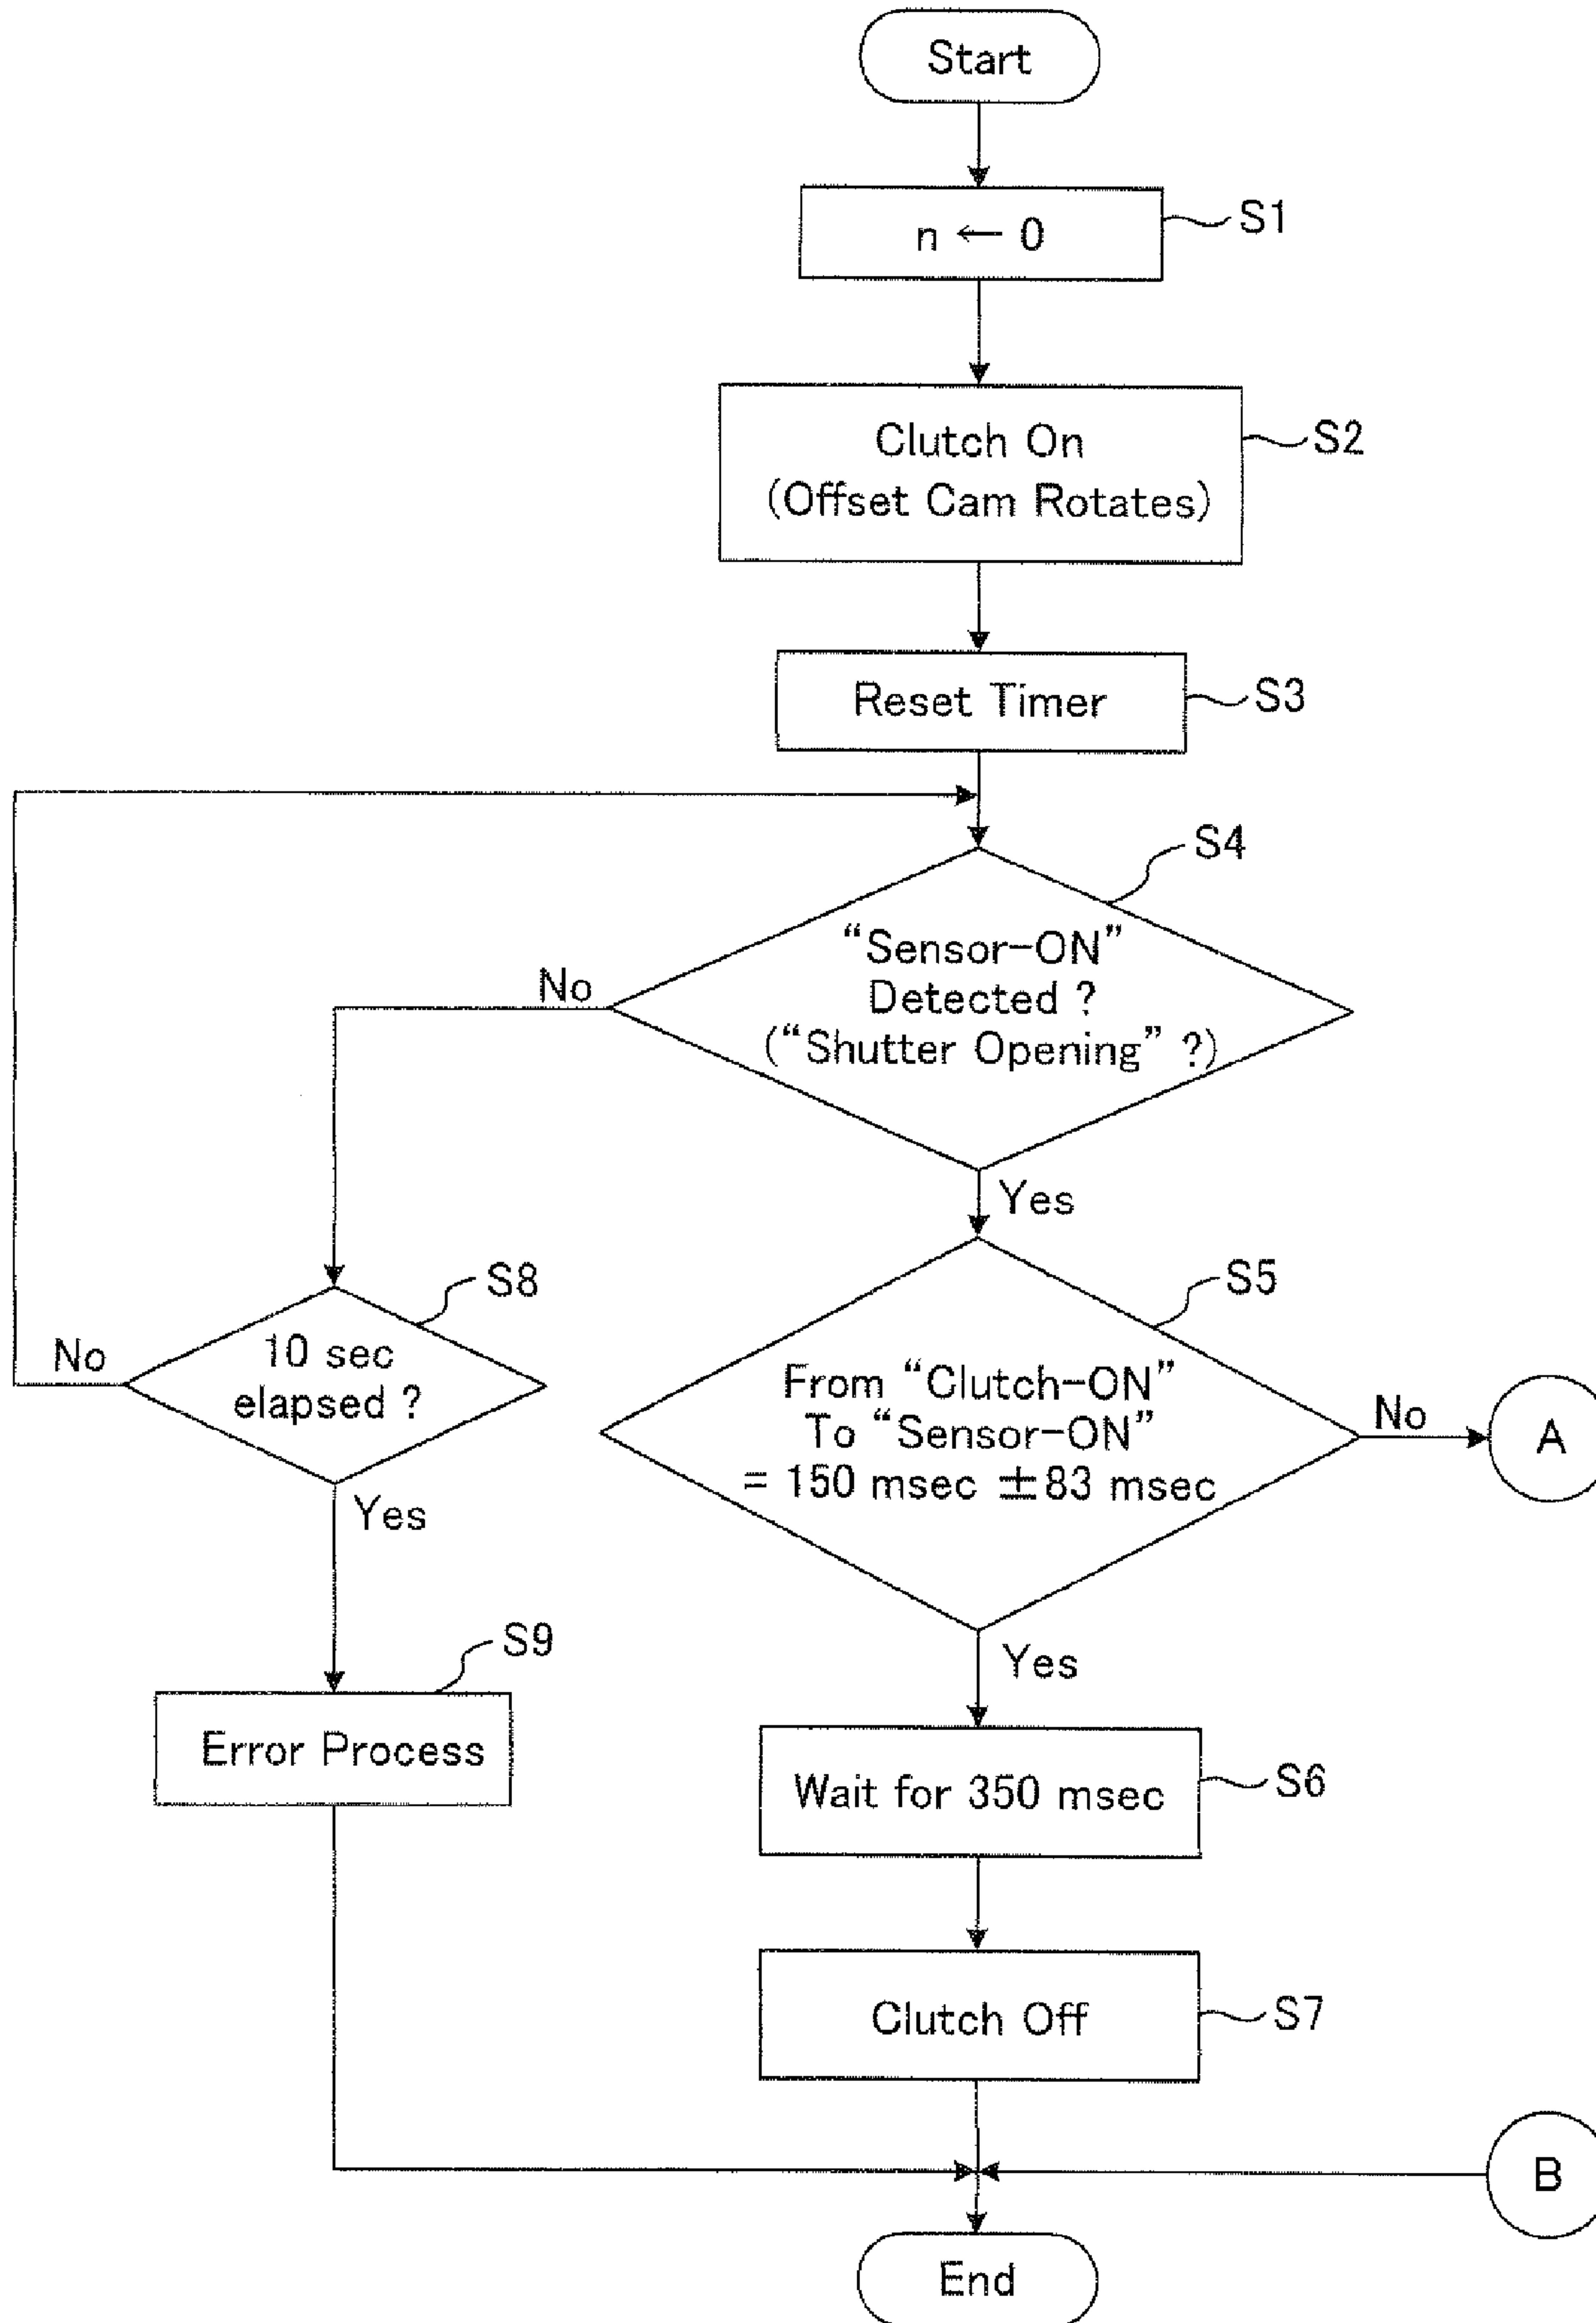 Start
n ← 0
S1
Clutch On
(Offset Cam Rotates)
S2
Reset Timer
S3
S4
“Sensor-ON”
Detected ?
(“Shutter Opening” ?)
No
Yes
S8
10 sec
elapsed ?
No
Yes
S5
From “Clutch-ON”
To “Sensor-ON”
= 150 msec ±83 msec
No
A
Yes
S9
Error Process
Wait for 350 msec
S6
Clutch Off
S7
B
End